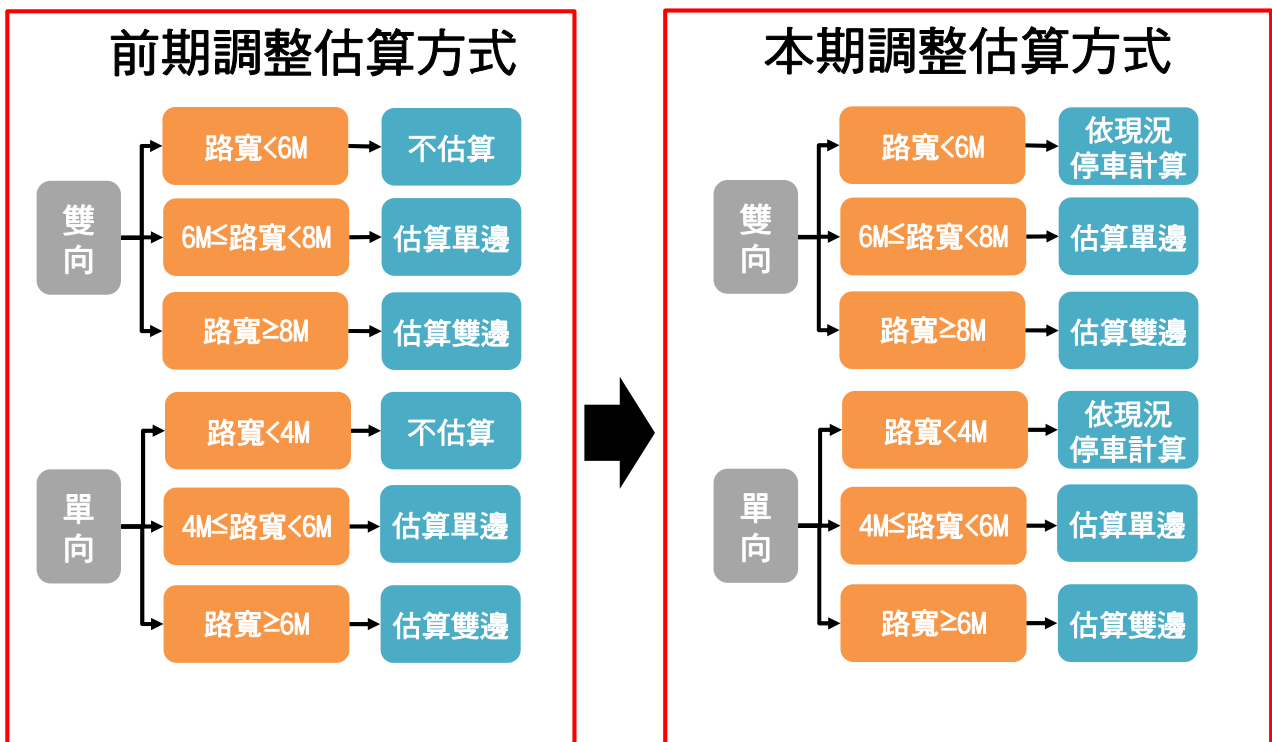 前期調整估算方式
雙
向
路寬<6M
不估算
6M≤路寬<8M
估算單邊
路寬≥8M
估算雙邊
單
向
路寬<4M
不估算
4M≤路寬<6M
估算單邊
路寬≥6M
估算雙邊
本期調整估算方式
雙
向
路寬<6M
依現況
停車計算
6M≤路寬<8M
估算單邊
路寬≥8M
估算雙邊
單
向
路寬<4M
依現況
停車計算
4M≤路寬<6M
估算單邊
路寬≥6M
估算雙邊